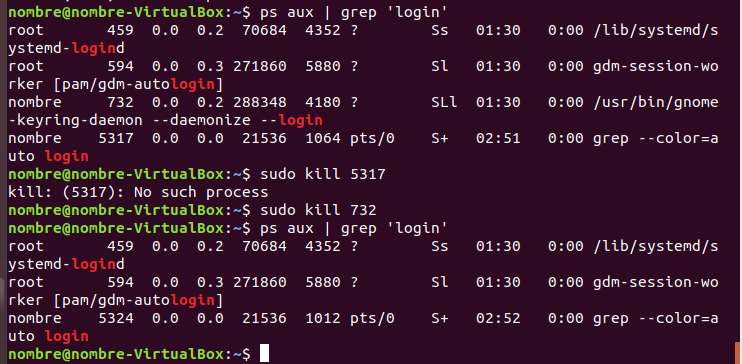 nombre@nombre-VirtualBox:~$ ps aux | grep 'login'
root       459  0.0  0.2  70684  4352 ?        Ss   01:30   0:00 /lib/systemd/s
ystemd-logind
root       594  0.0  0.3 271860  5880 ?        Sl   01:30   0:00 gdm-session-wo
rker [pam/gdm-autologin]
nombre     732  0.0  0.2 288348  4180 ?        SLl  01:30   0:00 /usr/bin/gnome
-keyring-daemon --daemonize --login
nombre    5317  0.0  0.0  21536  1064 pts/0    S+   02:51   0:00 grep --color=a
uto login
nombre@nombre-VirtualBox:~$ sudo kill 5317
kill: (5317): No such process
nombre@nombre-VirtualBox:~$ sudo kill 732
nombre@nombre-VirtualBox:~$ ps aux | grep 'login'
root       459  0.0  0.2  70684  4352 ?        Ss   01:30   0:00 /lib/systemd/s
ystemd-logind
root       594  0.0  0.3 271860  5880 ?        Sl   01:30   0:00 gdm-session-wo
rker [pam/gdm-autologin]
nombre    5324  0.0  0.0  21536  1012 pts/0    S+   02:52   0:00 grep --color=a
uto login
nombre@nombre-VirtualBox:~$